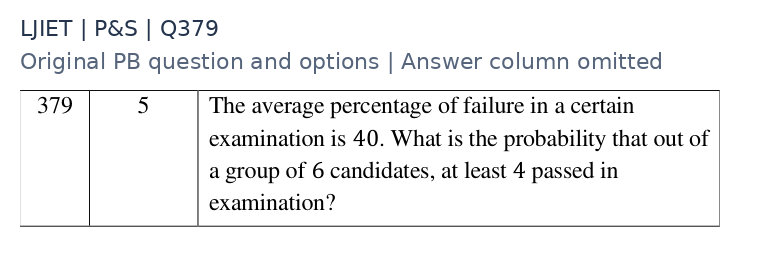 LJIET | P&S | Q379
Original PB question and options | Answer column omitted
379 5 The average percentage of failure in a certain
examination is 40. What is the probability that out of
a group of 6 candidates, at least 4 passed in
examination?